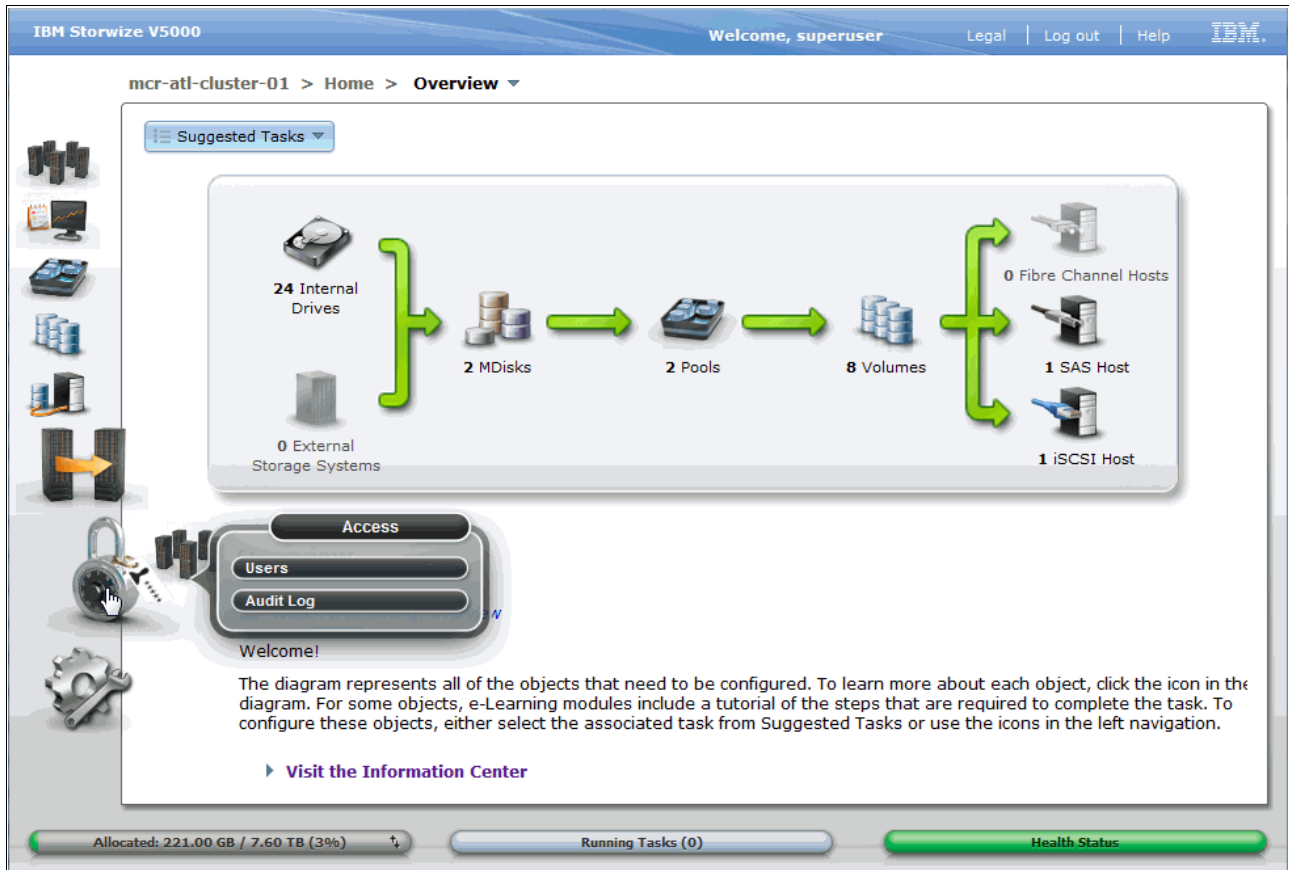 IBM Storwize V5000
Welcome, superuser
Legal
Log out
Help
IBM.
mcr-atl-cluster-01 > Home > Overview
Suggested Tasks
24 Internal
Drives
0 External
Storage Systems
2 MDisks
2 Pools
8 Volumes
0 Fibre Channel Hosts
1 SAS Host
1 iSCSI Host
Access
Users
Audit Log
Welcome!
The diagram represents all of the objects that need to be configured. To learn more about each object, click the icon in the
diagram. For some objects, e-Learning modules include a tutorial of the steps that are required to complete the task. To
configure these objects, either select the associated task from Suggested Tasks or use the icons in the left navigation.
Visit the Information Center
Allocated: 221.00 GB / 7.60 TB (3%)
Running Tasks (0)
Health Status